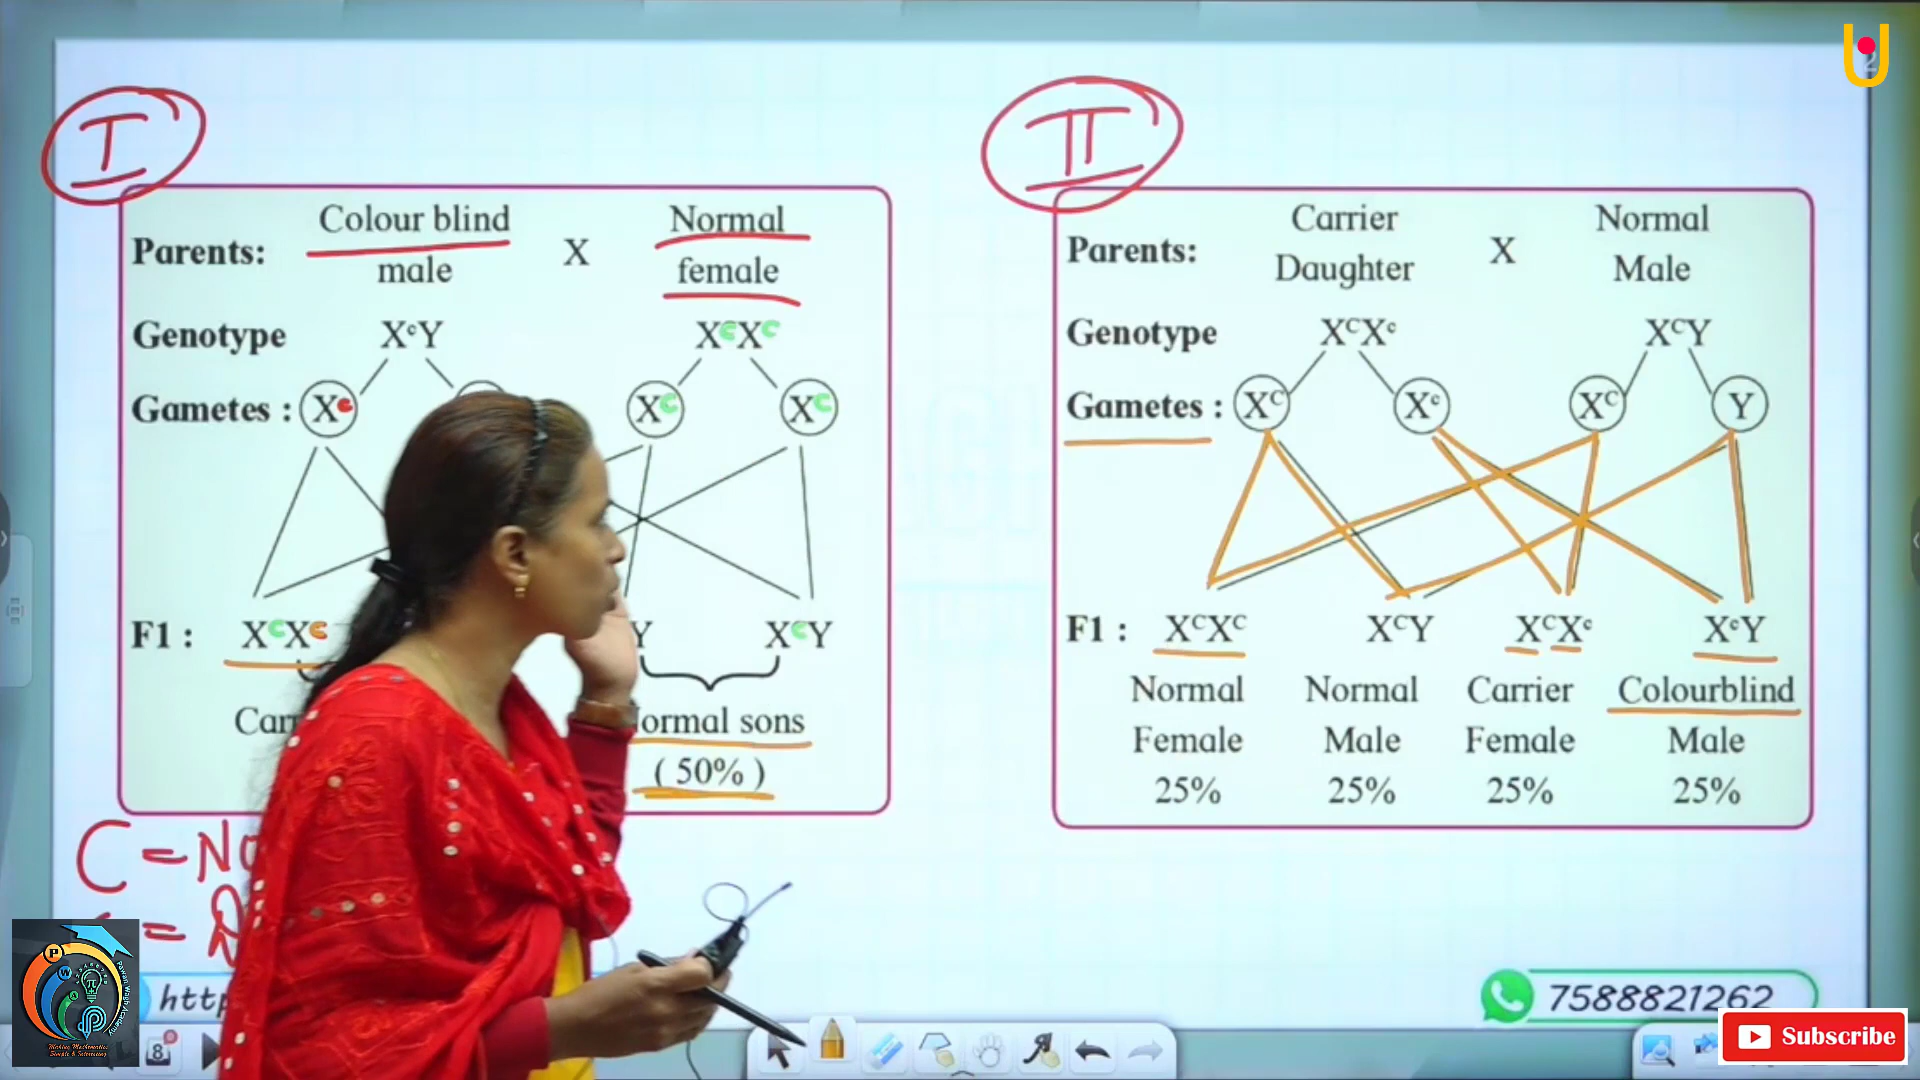 I
Parents: Colour blind male X Normal female
Genotype XᶜY XᶜXᶜ
Gametes : Xᶜ Xᶜ Xᶜ
F1 : XᶜXᶜ Y XᶜY
ormal sons
( 50% )
C =
=
II
Parents: Carrier Daughter X Normal Male
Genotype XᶜXᶜ XᶜY
Gametes : Xᶜ Xᶜ Xᶜ Y
F1 : XᶜXᶜ XᶜY XᶜXᶜ XᶜY
Normal Normal Carrier Colourblind
Female Male Female Male
25% 25% 25% 25%
http
7588821262
Subscribe